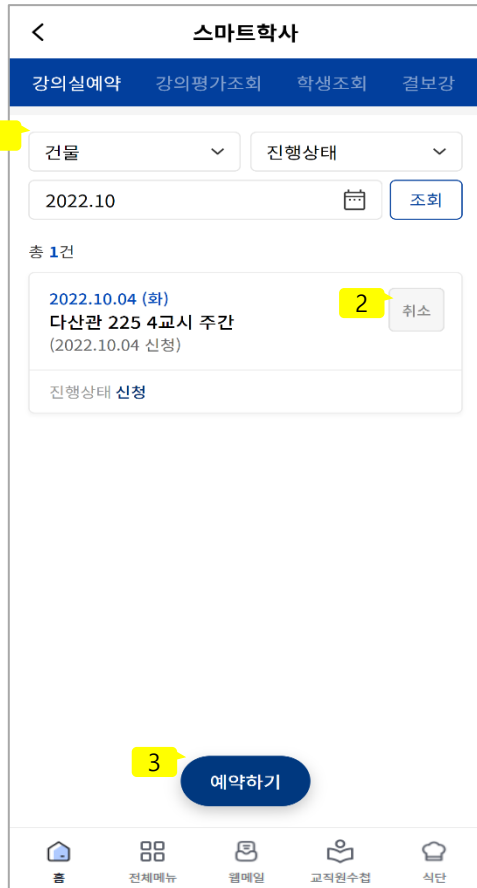 스마트학사
강의실예약 강의평가조회 학생조회 결보강
건물 진행상태
2022.10 조회
총 1건
2022.10.04 (화)
2 취소
다산관 225 4교시 주간
(2022.10.04 신청)
진행상태 신청
3
예약하기
홈 전체메뉴 웹메일 교직원수첩 식단